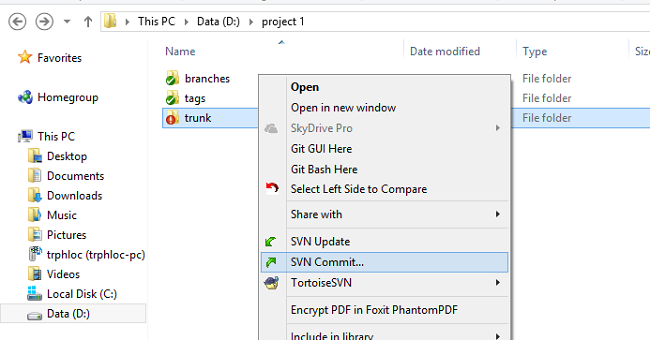 This PC
Data (D:)
project 1
Name
Date modified
Type
Size
Favorites
Homegroup
This PC
Desktop
Documents
Downloads
Music
Pictures
trphloc (trphloc-pc)
Videos
Local Disk (C:)
Data (D:)
branches
File folder
tags
File folder
trunk
File folder
Open
Open in new window
SkyDrive Pro
Git GUI Here
Git Bash Here
Select Left Side to Compare
Share with
SVN Update
SVN Commit...
TortoiseSVN
Encrypt PDF in Foxit PhantomPDF
Include in library